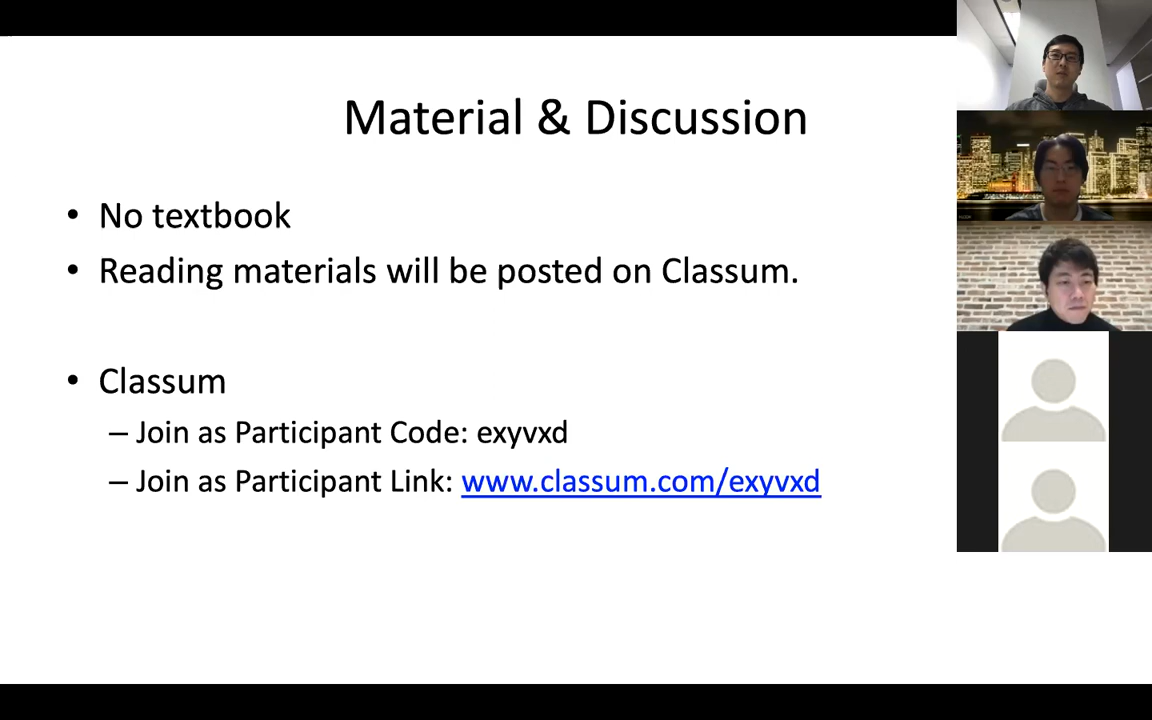 Material & Discussion
• No textbook
• Reading materials will be posted on Classum.
• Classum
– Join as Participant Code: exyvxd
– Join as Participant Link: www.classum.com/exyvxd